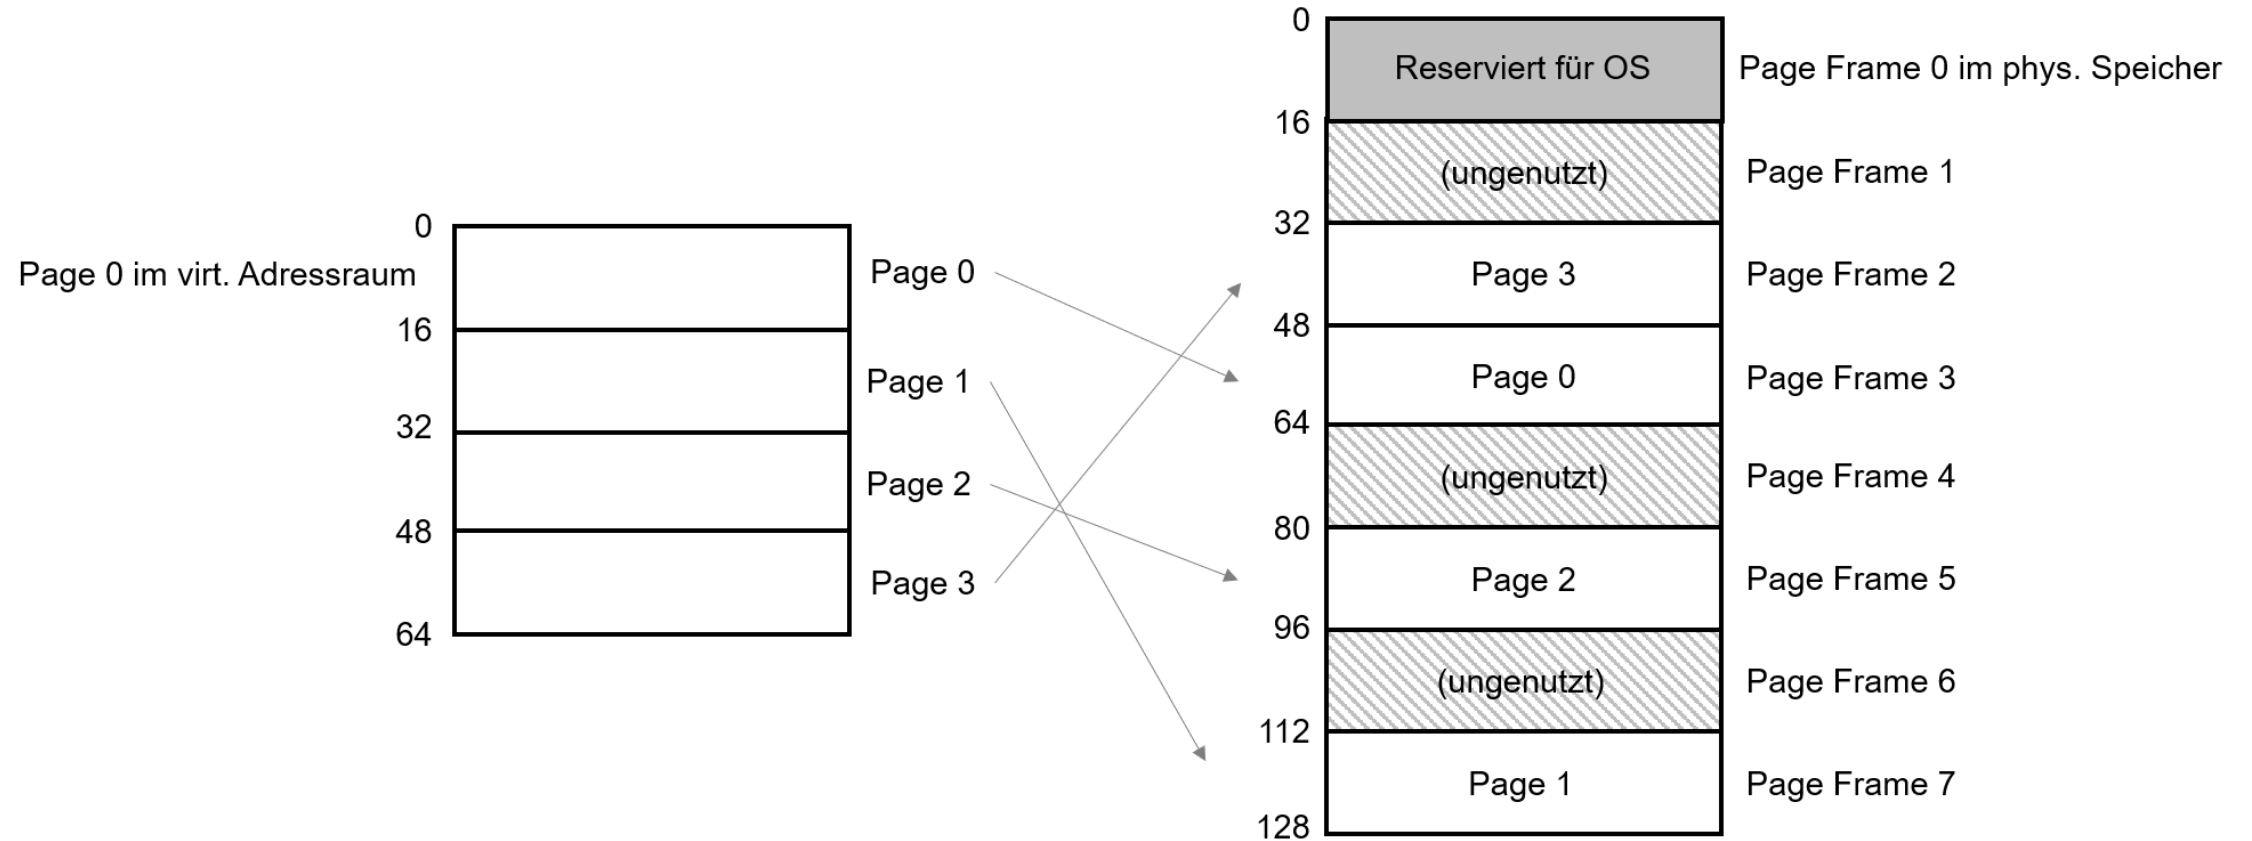 0
Page 0 im virt. Adressraum
16
32
48
64
Page 0
Page 1
Page 2
Page 3
0
Reserviert für OS
Page Frame 0 im phys. Speicher
16
(ungenutzt)
Page Frame 1
32
Page 3
Page Frame 2
48
Page 0
Page Frame 3
64
(ungenutzt)
Page Frame 4
80
Page 2
Page Frame 5
96
(ungenutzt)
Page Frame 6
112
Page 1
Page Frame 7
128